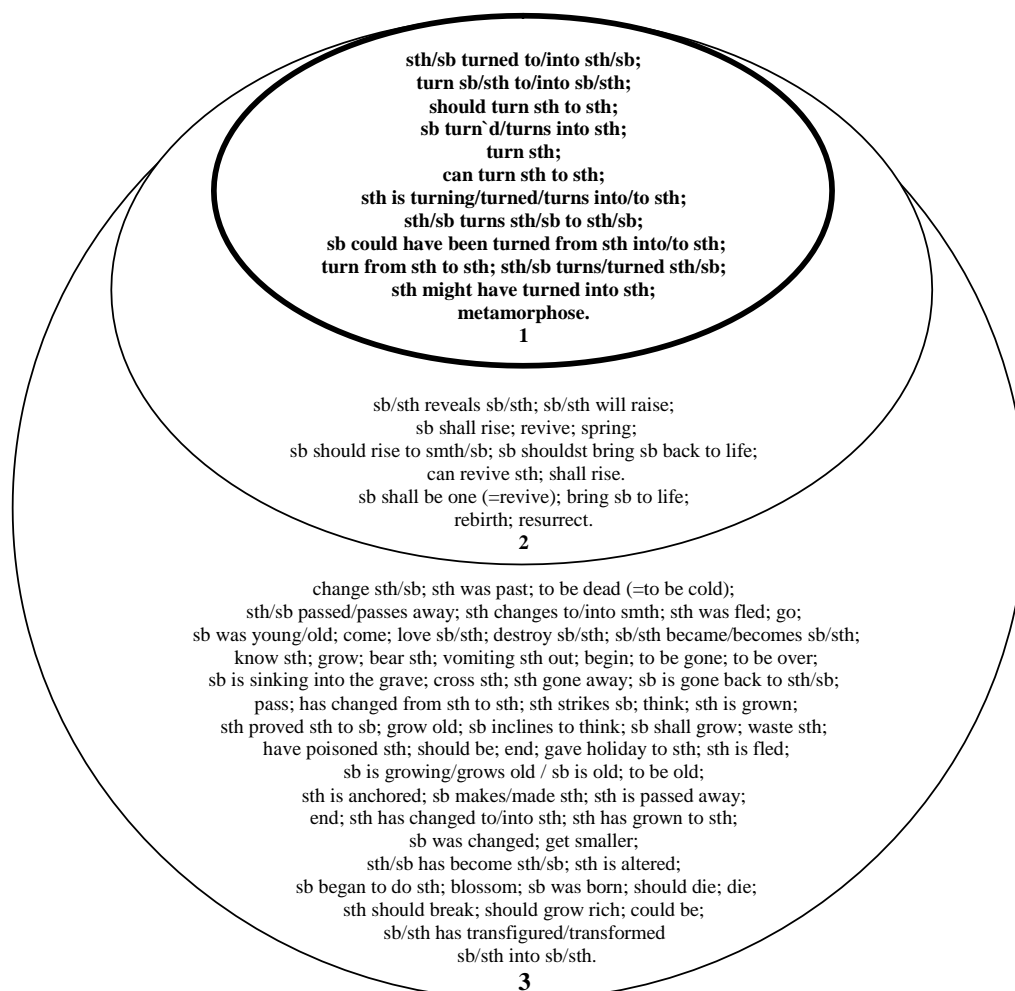 sth/sb turned to/into sth/sb;
turn sb/sth to/into sb/sth;
should turn sth to sth;
sb turn`d/turns into sth;
turn sth;
can turn sth to sth;
sth is turning/turned/turns into/to sth;
sth/sb turns sth/sb to sth/sb;
sb could have been turned from sth into/to sth;
turn from sth to sth; sth/sb turns/turned sth/sb;
sth might have turned into sth;
metamorphose.
1
sb/sth reveals sb/sth; sb/sth will raise;
sb shall rise; revive; spring;
sb should rise to smth/sb; sb shouldst bring sb back to life;
can revive sth; shall rise.
sb shall be one (=revive); bring sb to life;
rebirth; resurrect.
2
change sth/sb; sth was past; to be dead (=to be cold);
sth/sb passed/passes away; sth changes to/into smth; sth was fled; go;
sb was young/old; come; love sb/sth; destroy sb/sth; sb/sth became/becomes sb/sth;
know sth; grow; bear sth; vomiting sth out; begin; to be gone; to be over;
sb is sinking into the grave; cross sth; sth gone away; sb is gone back to sth/sb;
pass; has changed from sth to sth; sth strikes sb; think; sth is grown;
sth proved sth to sb; grow old; sb inclines to think; sb shall grow; waste sth;
have poisoned sth; should be; end; gave holiday to sth; sth is fled;
sb is growing/grows old / sb is old; to be old;
sth is anchored; sb makes/made sth; sth is passed away;
end; sth has changed to/into sth; sth has grown to sth;
sb was changed; get smaller;
sth/sb has become sth/sb; sth is altered;
sb began to do sth; blossom; sb was born; should die; die;
sth should break; should grow rich; could be;
sb/sth has transfigured/transformed
sb/sth into sb/sth.
3